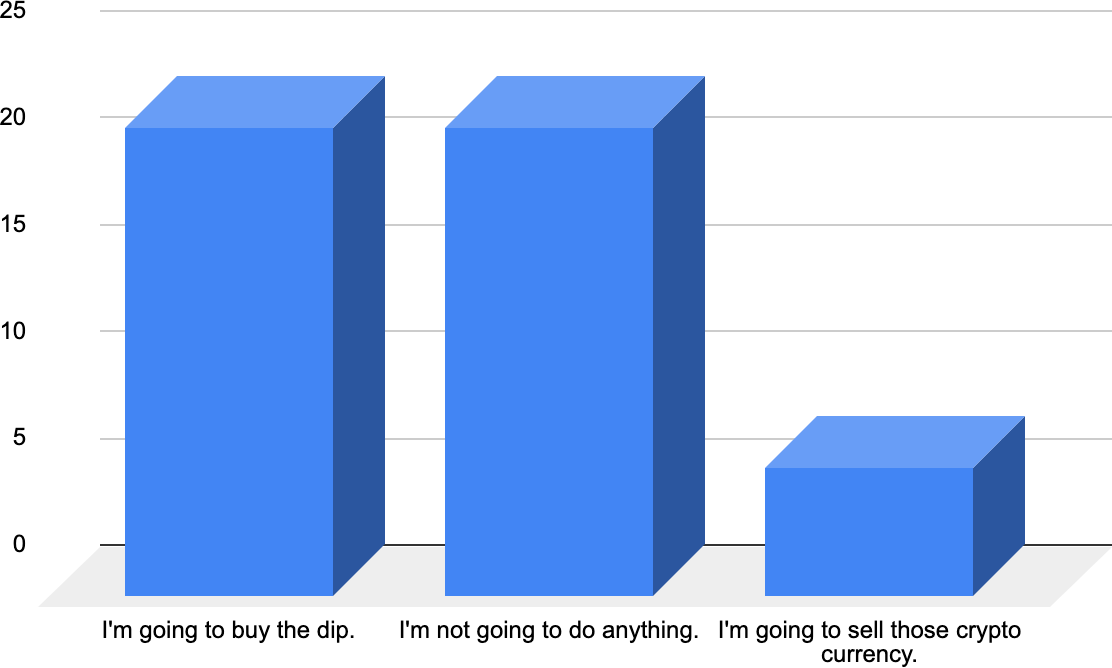 25
20
15
10
5
0
I'm going to buy the dip.
I'm not going to do anything.
I'm going to sell those crypto
currency.